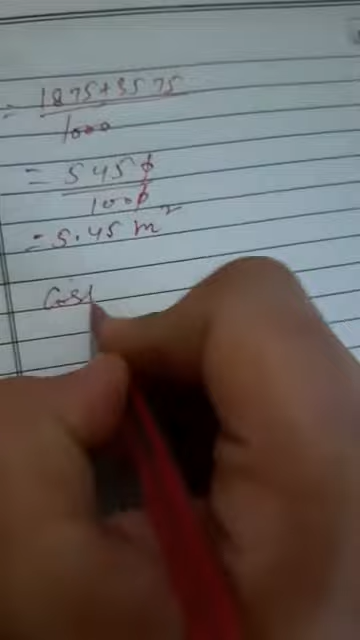 = 1875+3575
1000
= 5450
1000
= 5.45 m²
Cost